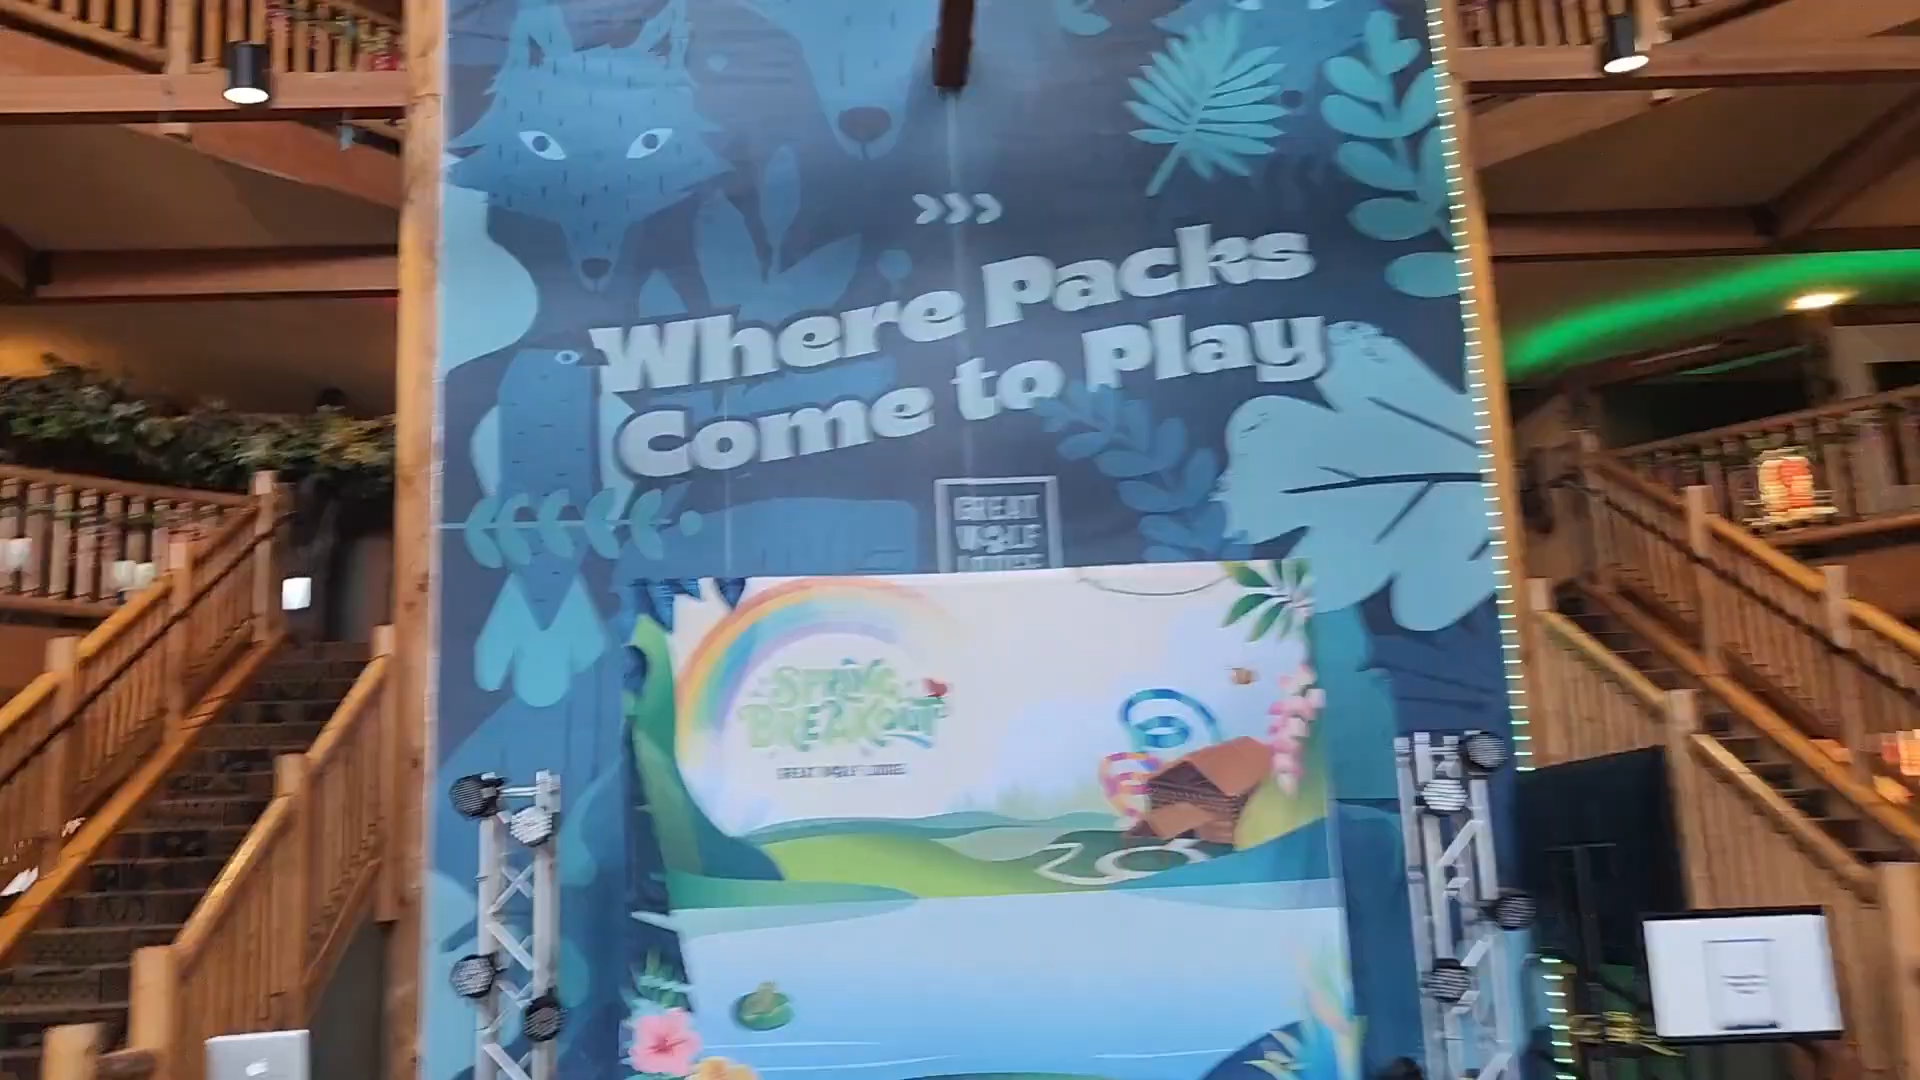 Where Packs
Come to Play
GREAT
WOLF
LODGE
SPRING
BREAKOUT
GREAT WOLF LODGE